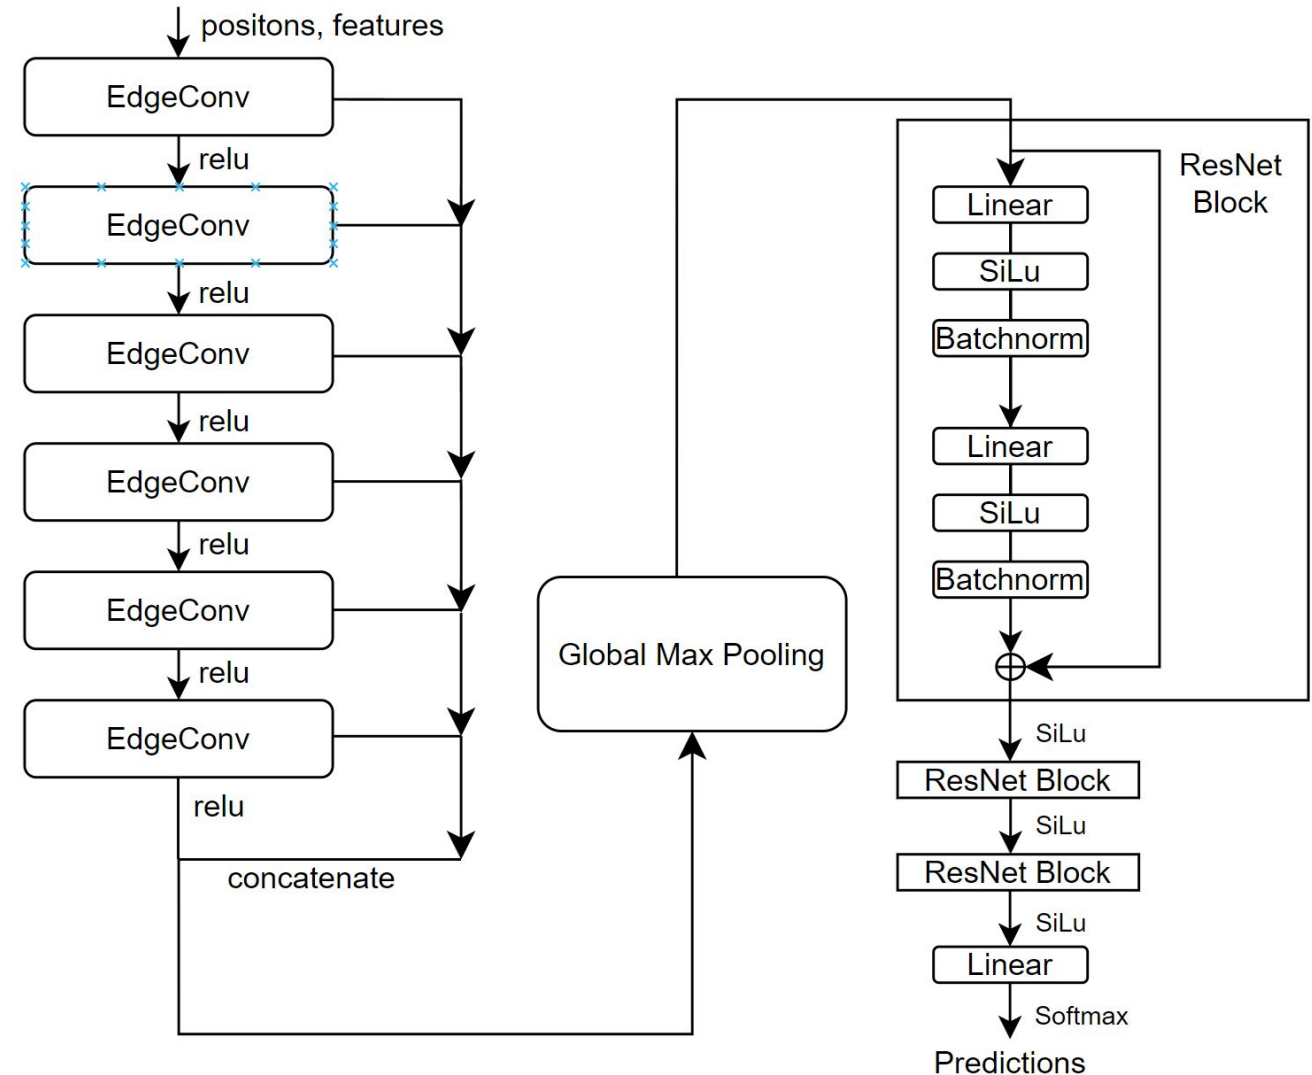 positons, features
EdgeConv
relu
EdgeConv
relu
EdgeConv
relu
EdgeConv
relu
EdgeConv
relu
EdgeConv
relu
concatenate
Global Max Pooling
ResNet
Block
Linear
SiLu
Batchnorm
Linear
SiLu
Batchnorm
SiLu
ResNet Block
SiLu
ResNet Block
SiLu
Linear
Softmax
Predictions